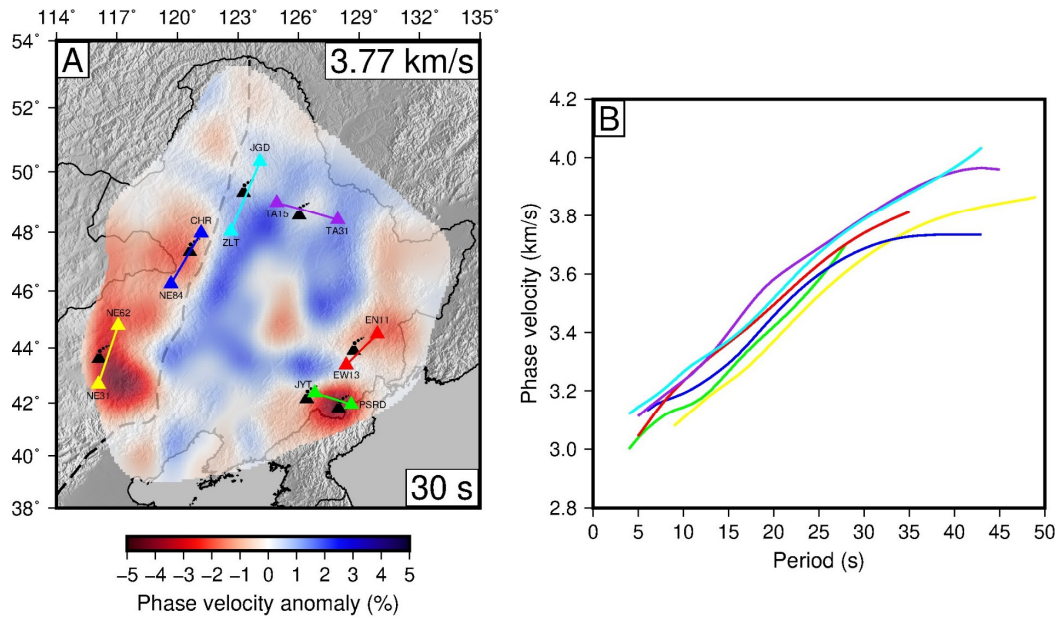 114˚ 117˚ 120˚ 123˚ 126˚ 129˚ 132˚ 135˚
54˚
52˚
50˚
48˚
46˚
44˚
42˚
40˚
38˚
A
3.77 km/s
JGD
TA15
TA31
CHR
ZLT
NE84
NE62
NE31
EN11
EW13
JYT
PSRD
30 s
−5 −4 −3 −2 −1 0 1 2 3 4 5
Phase velocity anomaly (%)
B
4.2
4.0
3.8
3.6
3.4
3.2
3.0
2.8
Phase velocity (km/s)
0 5 10 15 20 25 30 35 40 45 50
Period (s)